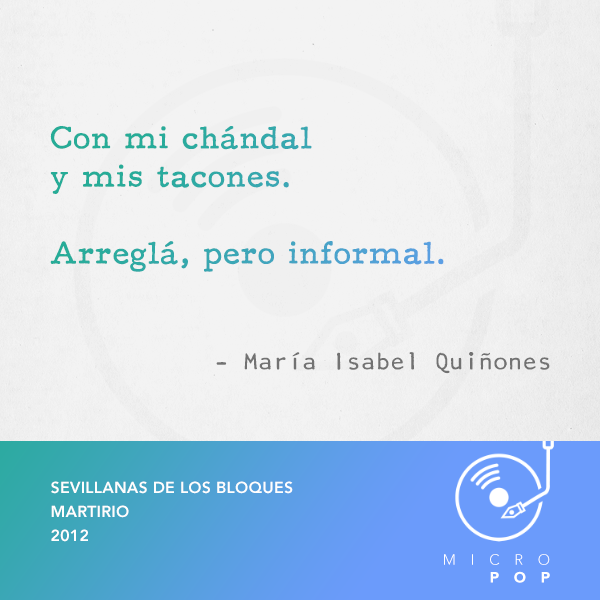 Con mi chándal
y mis tacones.
Arreglá, pero informal.
- María Isabel Quiñones
SEVILLANAS DE LOS BLOQUES
MARTIRIO
2012
MICRO
POP